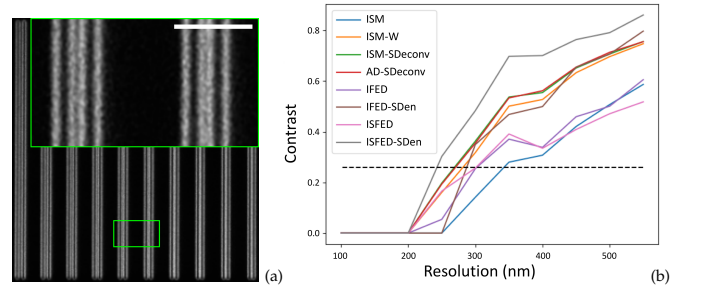 (a)
ISM
ISM-W
ISM-SDeconv
AD-SDeconv
IFED
IFED-SDen
ISFED
ISFED-SDen
Contrast
0.8
0.6
0.4
0.2
0.0
100
200
300
400
500
Resolution (nm)
(b)